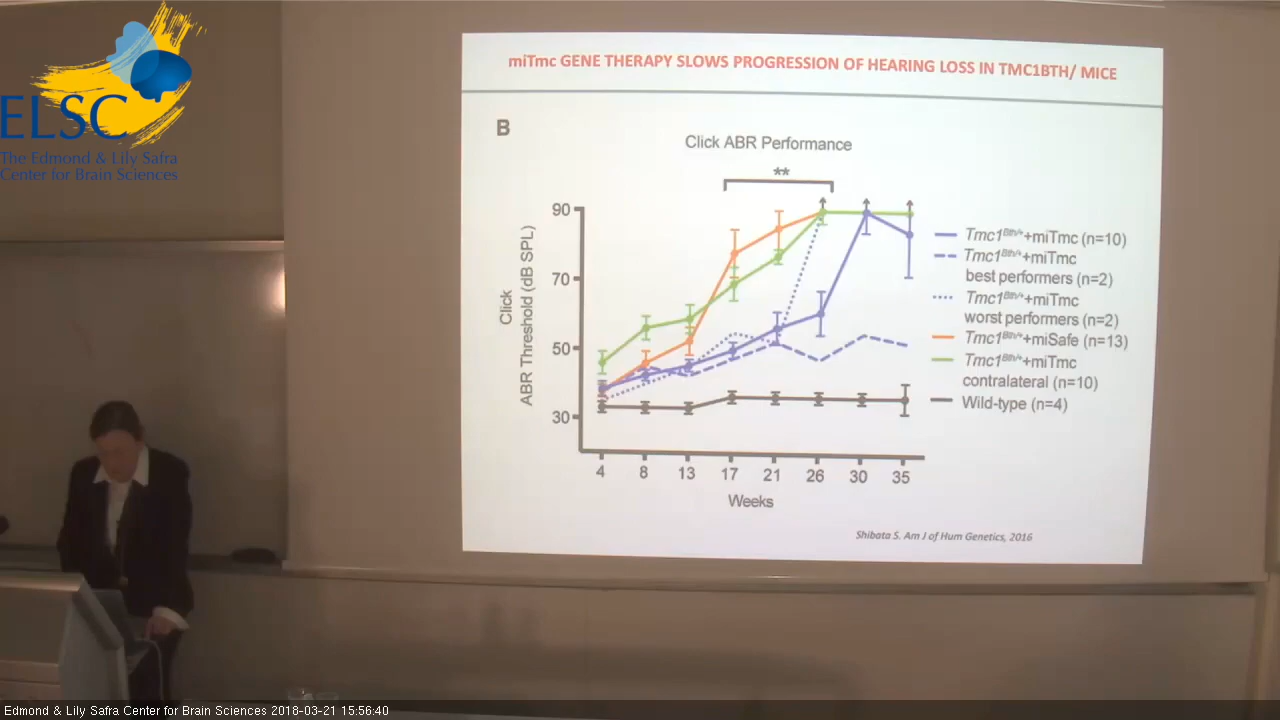 ELSC
The Edmond & Lily Safra
Center for Brain Sciences
miTmc GENE THERAPY SLOWS PROGRESSION OF HEARING LOSS IN TMC1BTH/ MICE
B
Click ABR Performance
**
Click
ABR Threshold (dB SPL)
90
70
50
30
4 8 13 17 21 26 30 35
Weeks
Tmc1Bth/++miTmc (n=10)
Tmc1Bth/++miTmc
best performers (n=2)
Tmc1Bth/++miTmc
worst performers (n=2)
Tmc1Bth/++miSafe (n=13)
Tmc1Bth/++miTmc
contralateral (n=10)
Wild-type (n=4)
Shibata S. Am J of Hum Genetics, 2016
Edmond & Lily Safra Center for Brain Sciences 2018-03-21 15:56:40